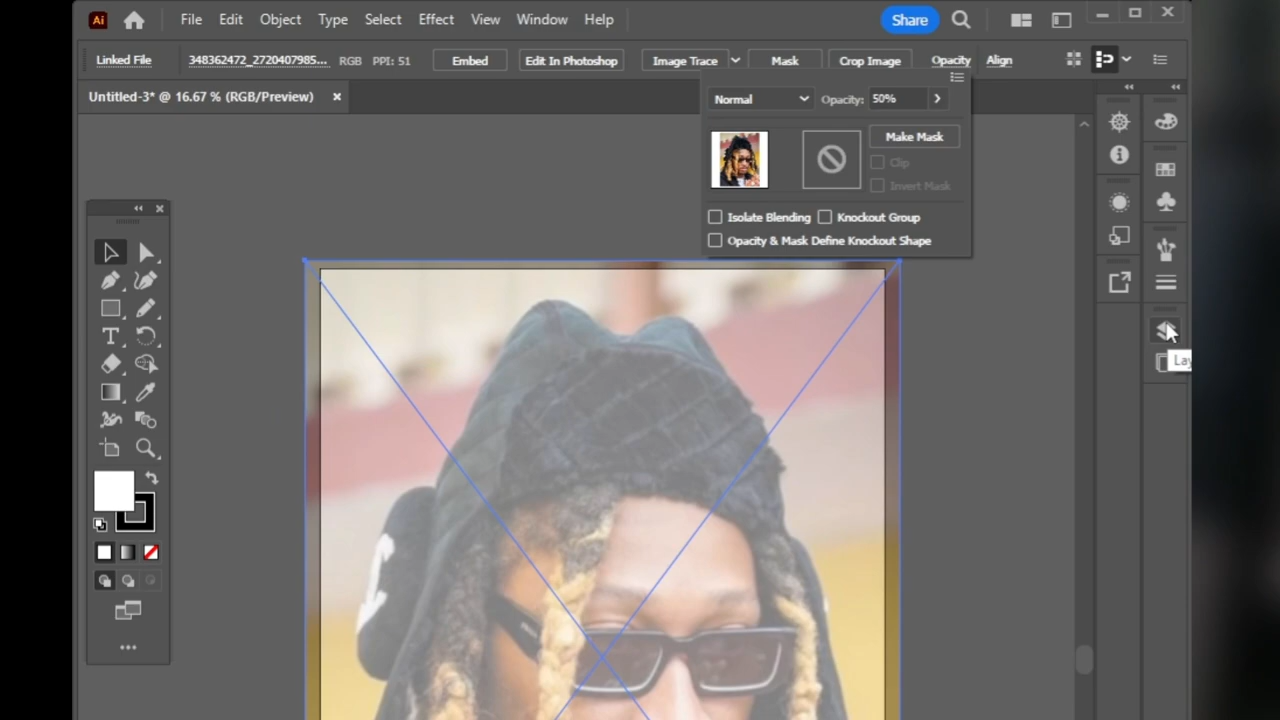 Ai File Edit Object Type Select Effect View Window Help Share
Linked File 348362472_2720407985... RGB PPI: 51 Embed Edit In Photoshop Image Trace Mask Crop Image Opacity Align
Untitled-3* @ 16.67 % (RGB/Preview) ×
Normal Opacity: 50%
Make Mask
Clip
Invert Mask
Isolate Blending Knockout Group
Opacity & Mask Define Knockout Shape
Lay